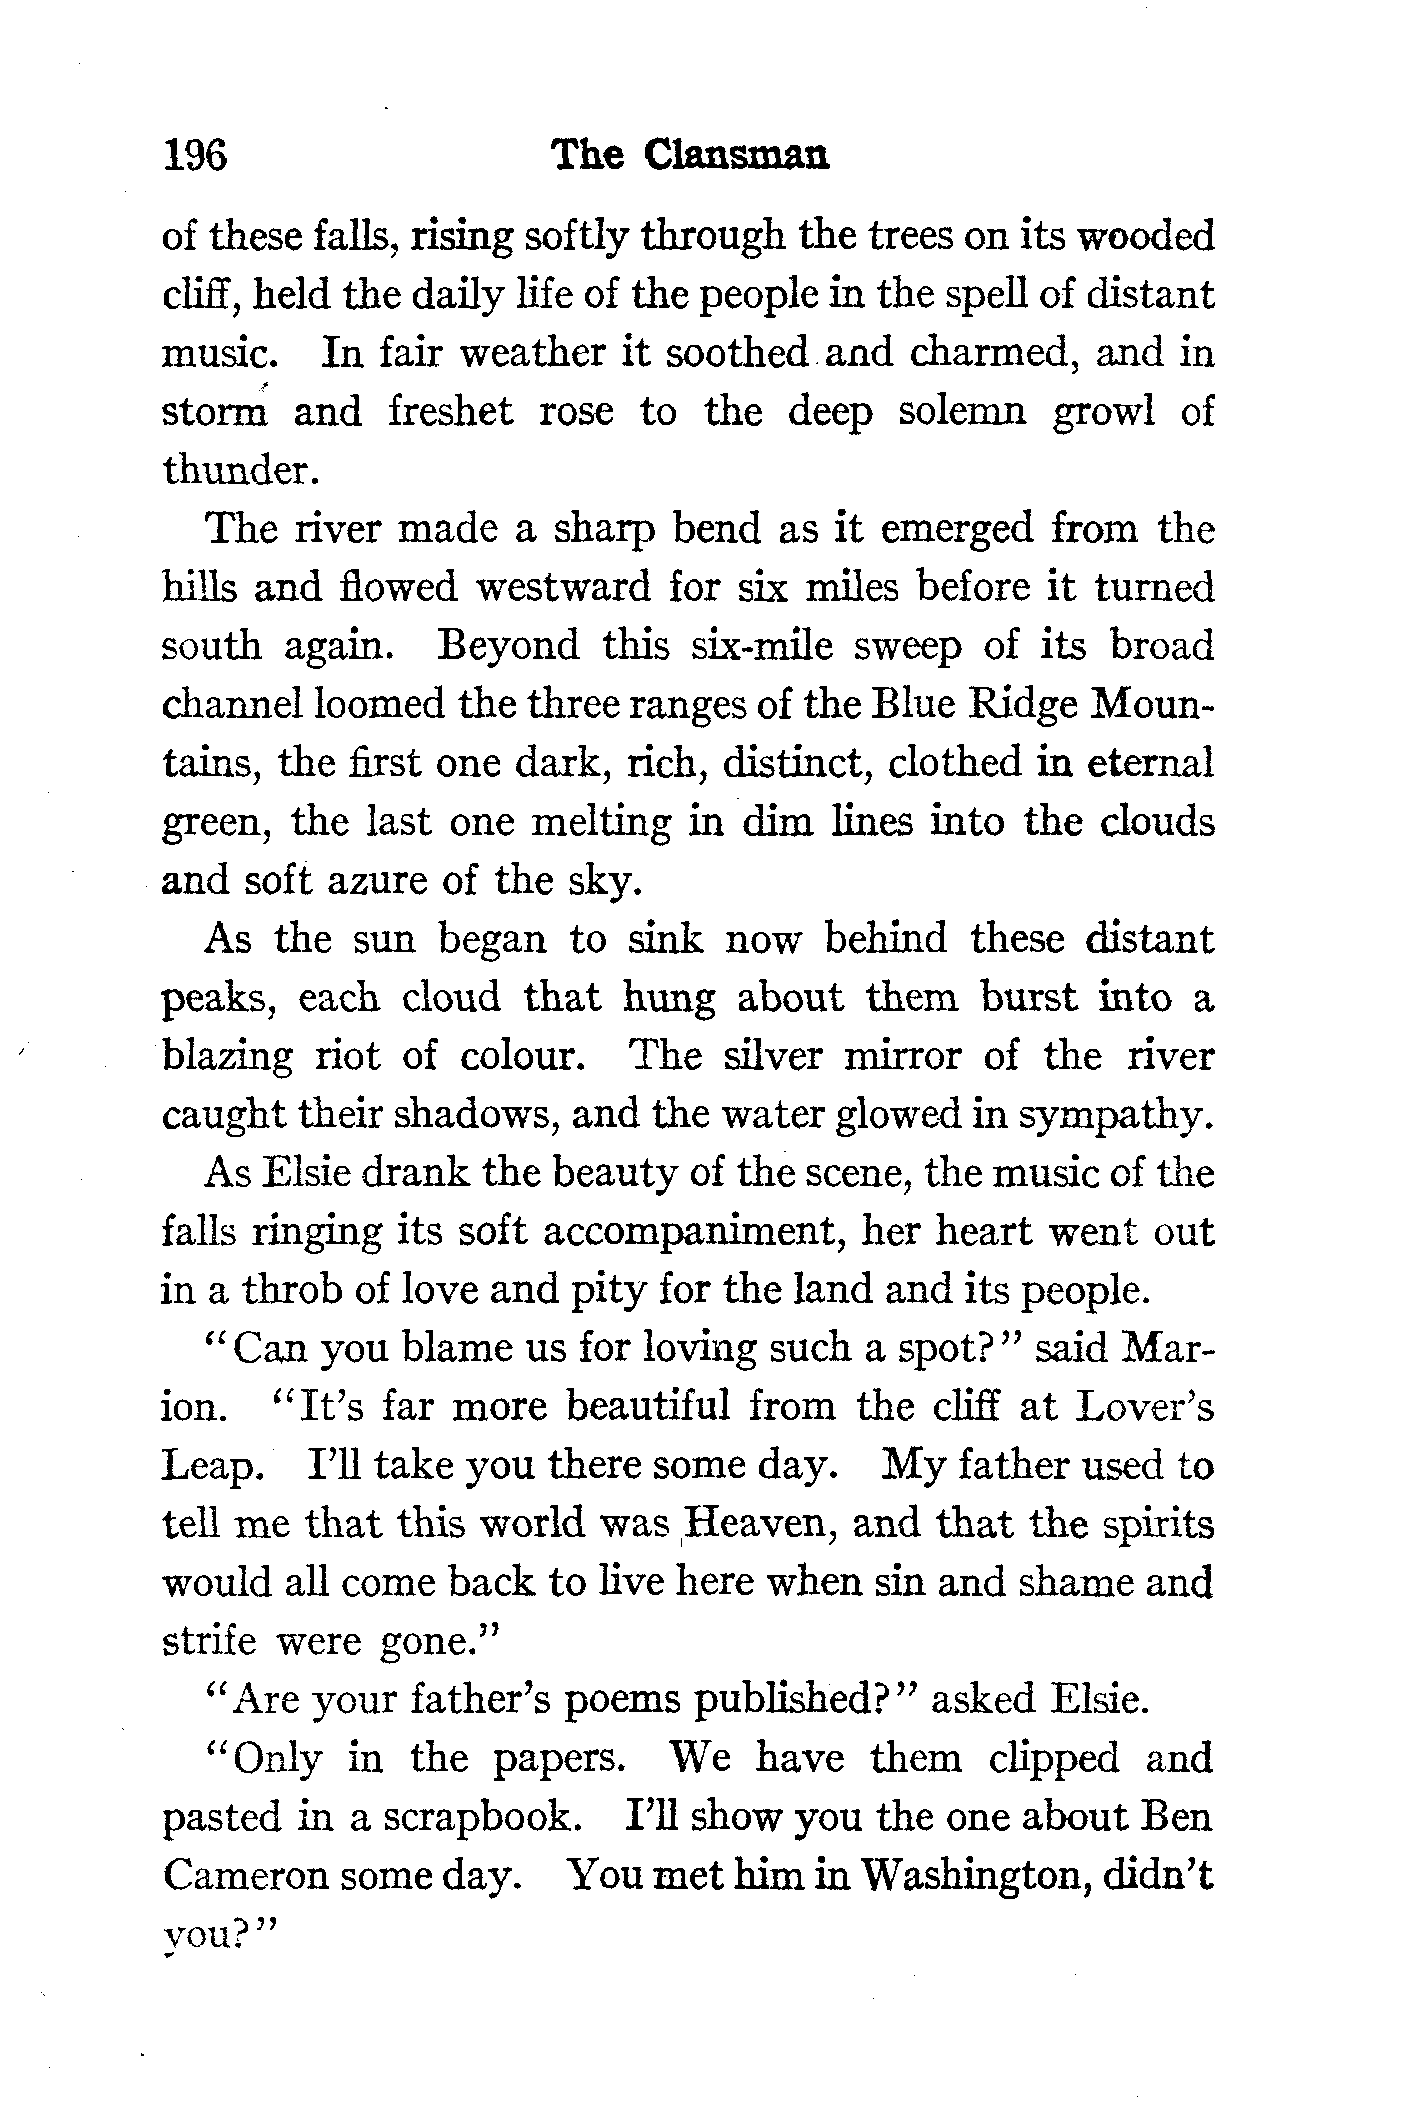 196 The Clansman
of these falls, rising softly through the trees on its wooded
cliff, held the daily life of the people in the spell of distant
music. In fair weather it soothed and charmed, and in
storm and freshet rose to the deep solemn growl of
thunder.
The river made a sharp bend as it emerged from the
hills and flowed westward for six miles before it turned
south again. Beyond this six-mile sweep of its broad
channel loomed the three ranges of the Blue Ridge Moun-
tains, the first one dark, rich, distinct, clothed in eternal
green, the last one melting in dim lines into the clouds
and soft azure of the sky.
As the sun began to sink now behind these distant
peaks, each cloud that hung about them burst into a
blazing riot of colour. The silver mirror of the river
caught their shadows, and the water glowed in sympathy.
As Elsie drank the beauty of the scene, the music of the
falls ringing its soft accompaniment, her heart went out
in a throb of love and pity for the land and its people.
"Can you blame us for loving such a spot?" said Mar-
ion. "It's far more beautiful from the cliff at Lover's
Leap. I'll take you there some day. My father used to
tell me that this world was Heaven, and that the spirits
would all come back to live here when sin and shame and
strife were gone."
"Are your father's poems published?" asked Elsie.
"Only in the papers. We have them clipped and
pasted in a scrapbook. I'll show you the one about Ben
Cameron some day. You met him in Washington, didn't
you?"